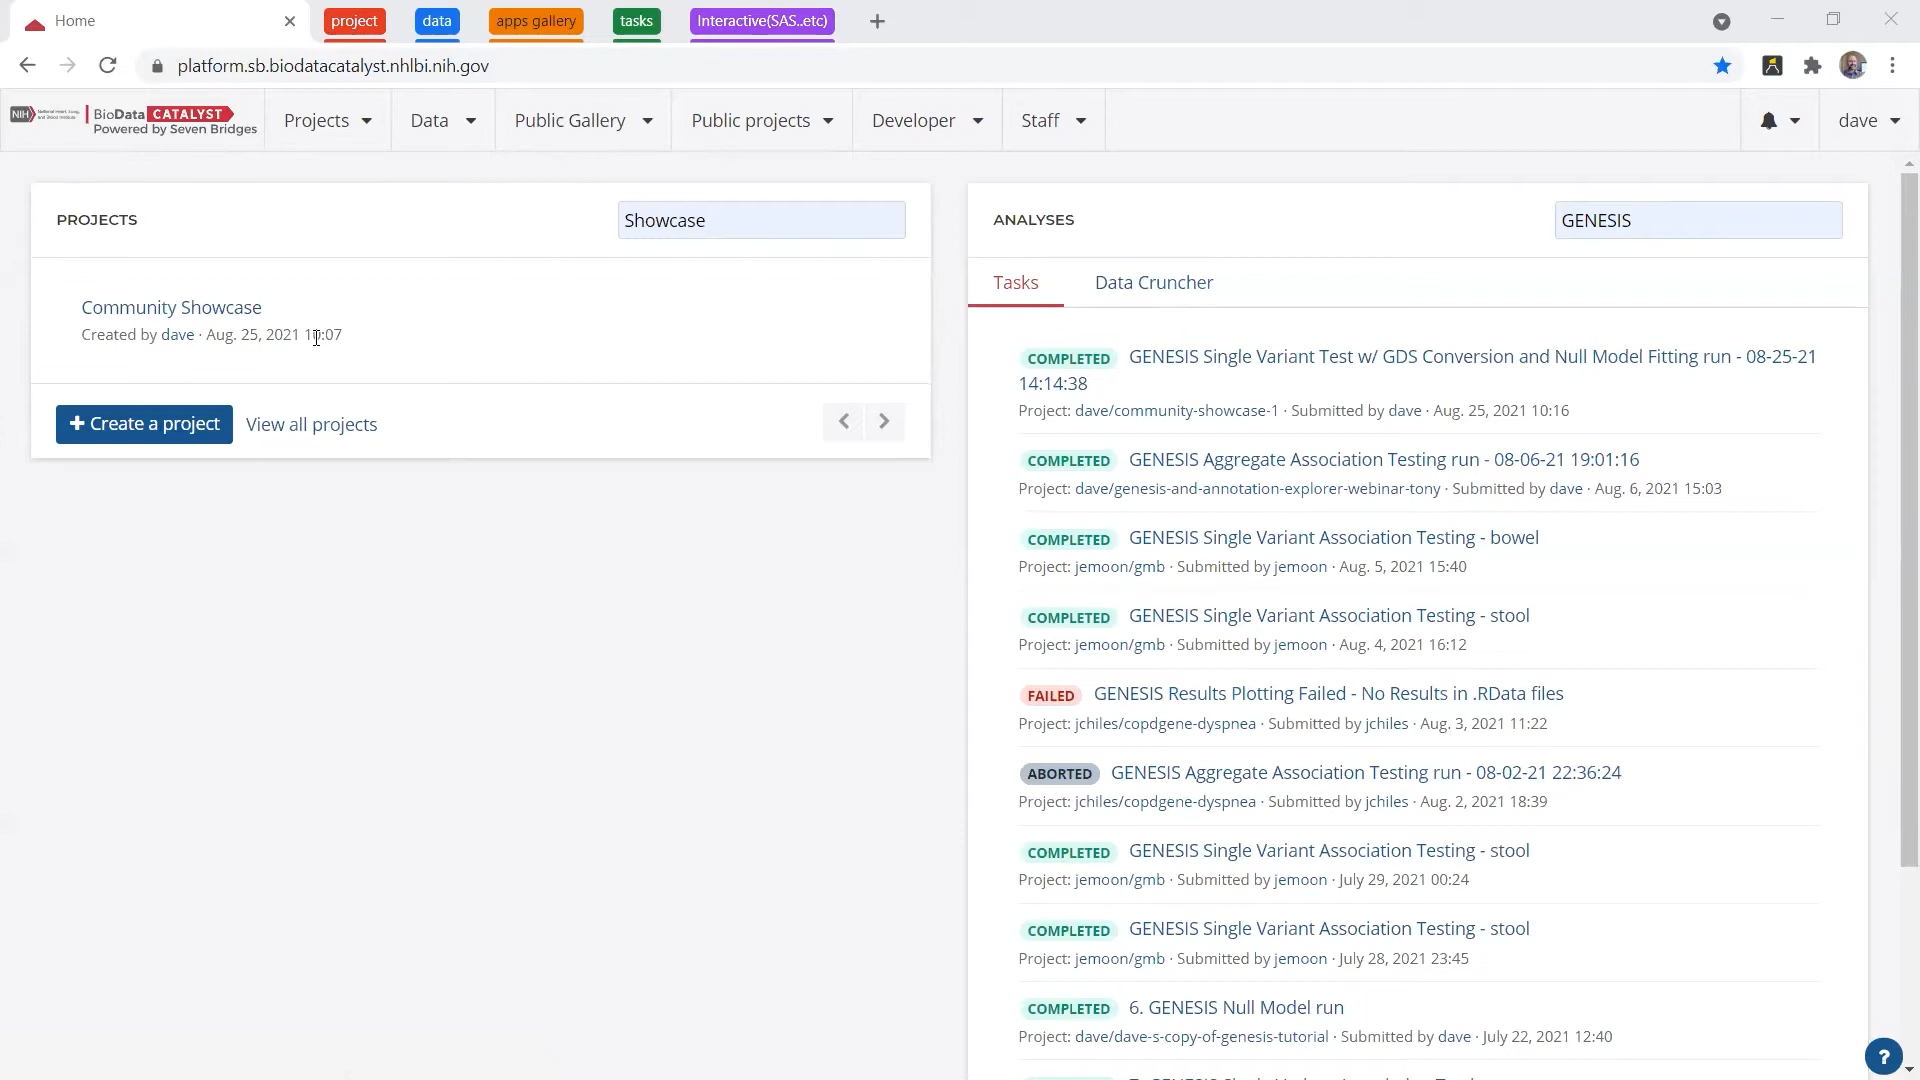 Home
project
data
apps gallery
tasks
Interactive(SAS..etc)
platform.sb.biodatacatalyst.nhlbi.nih.gov
NIH
BioData CATALYST
Powered by Seven Bridges
Projects
Data
Public Gallery
Public projects
Developer
Staff
dave
PROJECTS
Showcase
Community Showcase
Created by dave · Aug. 25, 2021 10:07
+ Create a project
View all projects
ANALYSES
GENESIS
Tasks
Data Cruncher
COMPLETED GENESIS Single Variant Test w/ GDS Conversion and Null Model Fitting run - 08-25-21
14:14:38
Project: dave/community-showcase-1 · Submitted by dave · Aug. 25, 2021 10:16
COMPLETED GENESIS Aggregate Association Testing run - 08-06-21 19:01:16
Project: dave/genesis-and-annotation-explorer-webinar-tony · Submitted by dave · Aug. 6, 2021 15:03
COMPLETED GENESIS Single Variant Association Testing - bowel
Project: jemoon/gmb · Submitted by jemoon · Aug. 5, 2021 15:40
COMPLETED GENESIS Single Variant Association Testing - stool
Project: jemoon/gmb · Submitted by jemoon · Aug. 4, 2021 16:12
FAILED GENESIS Results Plotting Failed - No Results in .RData files
Project: jchiles/copdgene-dyspnea · Submitted by jchiles · Aug. 3, 2021 11:22
ABORTED GENESIS Aggregate Association Testing run - 08-02-21 22:36:24
Project: jchiles/copdgene-dyspnea · Submitted by jchiles · Aug. 2, 2021 18:39
COMPLETED GENESIS Single Variant Association Testing - stool
Project: jemoon/gmb · Submitted by jemoon · July 29, 2021 00:24
COMPLETED GENESIS Single Variant Association Testing - stool
Project: jemoon/gmb · Submitted by jemoon · July 28, 2021 23:45
COMPLETED 6. GENESIS Null Model run
Project: dave/dave-s-copy-of-genesis-tutorial · Submitted by dave · July 22, 2021 12:40
?